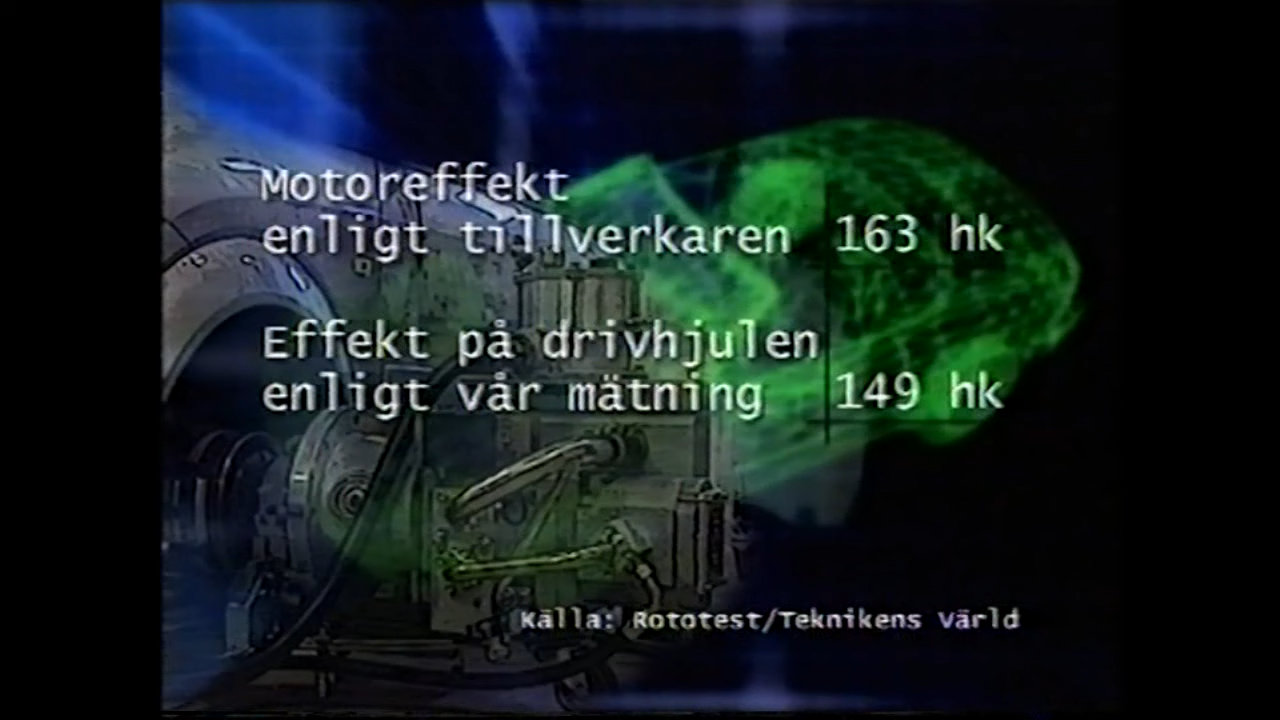 Motoreffekt
enligt tillverkaren 163 hk
Effekt på drivhjulen
enligt vår mätning 149 hk
Källa: Rototest/Teknikens Värld